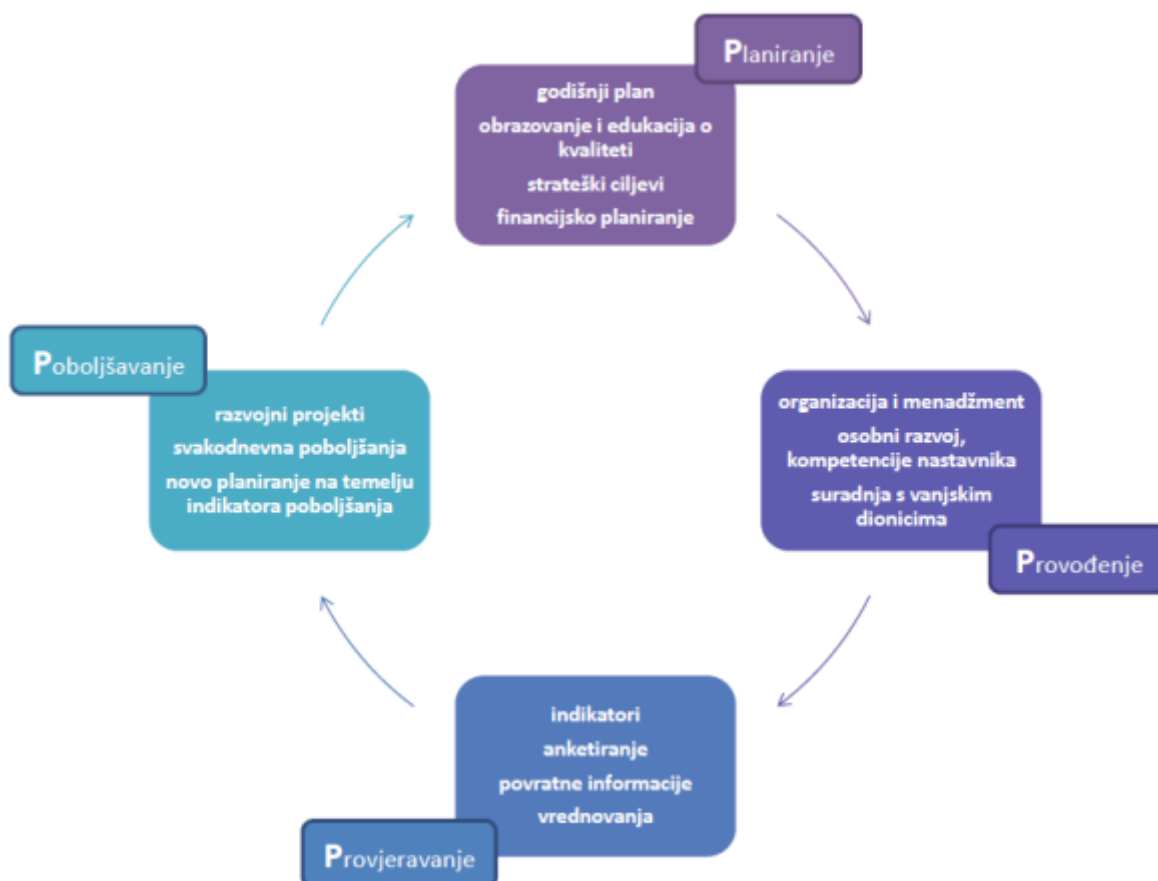 Planiranje
godišnji plan
obrazovanje i edukacija o
kvaliteti
strateški ciljevi
financijsko planiranje
organizacija i menadžment
osobni razvoj,
kompetencije nastavnika
suradnja s vanjskim
dionicima
Provođenje
indikatori
anketiranje
povratne informacije
vrednovanja
Provjeravanje
Poboljšavanje
razvojni projekti
svakodnevna poboljšanja
novo planiranje na temelju
indikatora poboljšanja